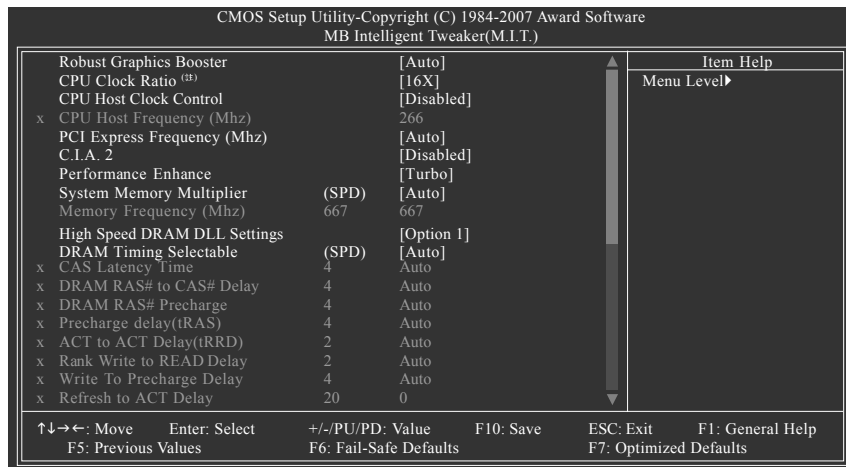 CMOS Setup Utility-Copyright (C) 1984-2007 Award Software
MB Intelligent Tweaker(M.I.T.)
Robust Graphics Booster [Auto]
CPU Clock Ratio (註) [16X]
CPU Host Clock Control [Disabled]
x CPU Host Frequency (Mhz) 266
PCI Express Frequency (Mhz) [Auto]
C.I.A. 2 [Disabled]
Performance Enhance [Turbo]
System Memory Multiplier (SPD) [Auto]
Memory Frequency (Mhz) 667 667
High Speed DRAM DLL Settings [Option 1]
DRAM Timing Selectable (SPD) [Auto]
x CAS Latency Time 4 Auto
x DRAM RAS# to CAS# Delay 4 Auto
x DRAM RAS# Precharge 4 Auto
x Precharge delay(tRAS) 4 Auto
x ACT to ACT Delay(tRRD) 2 Auto
x Rank Write to READ Delay 2 Auto
x Write To Precharge Delay 4 Auto
x Refresh to ACT Delay 20 0
Item Help
Menu Level▶
↑↓→←: Move Enter: Select +/-/PU/PD: Value F10: Save ESC: Exit F1: General Help
F5: Previous Values F6: Fail-Safe Defaults F7: Optimized Defaults